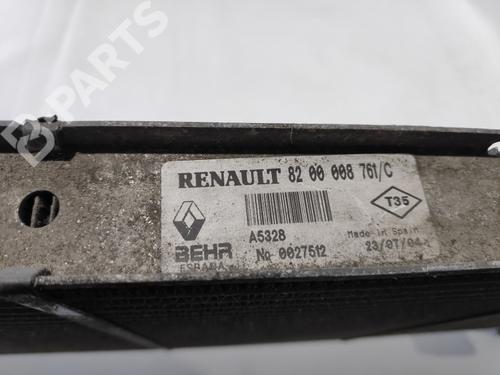 B PARTS
RENAULT 82 00 008 761/C
T35
A5328
Made in Spain
BEHR
No 0027512
23/07/04
ESPAÑA